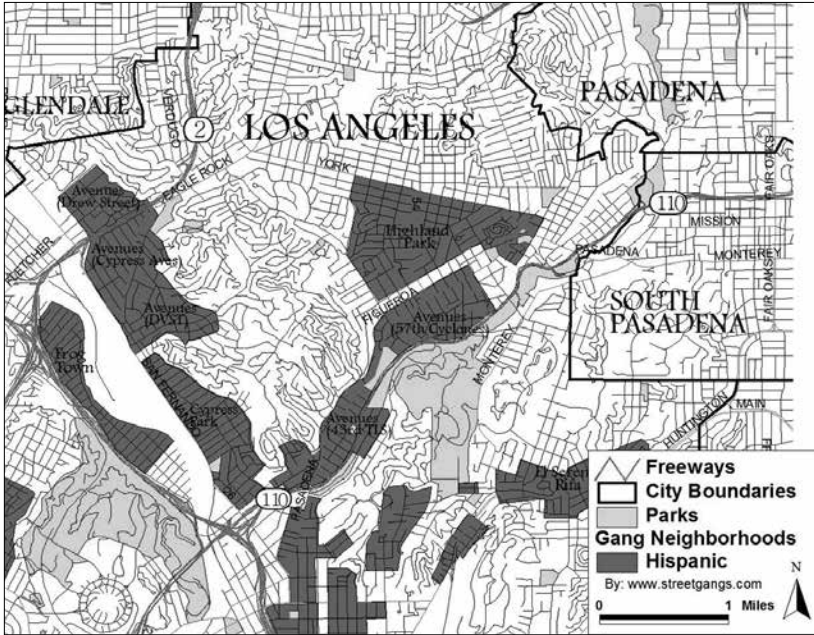 GLENDALE
VERDUGO
2
LOS ANGELES
PASADENA
EAGLE ROCK
YORK
FAIR OAKS
Avenues
(Drew Street)
54
110
MISSION
Highland
Park
Avenues
(Cypress Aves)
FLETCHER
PASADENA
MONTEREY
FIGUEROA
Avenues
(DVST)
Avenues
(57th/Cyclones)
SOUTH
PASADENA
FAIR OAKS
Frog
Town
SAN FERNANDO
MONTEREY
Cypress
Park
Avenues
(43rd-TLS)
HUNTINGTON
MAIN
El Sereno
Rifa
110
PASADENA
Freeways
City Boundaries
Parks
Gang Neighborhoods
Hispanic
By: www.streetgangs.com
N
0 1 Miles